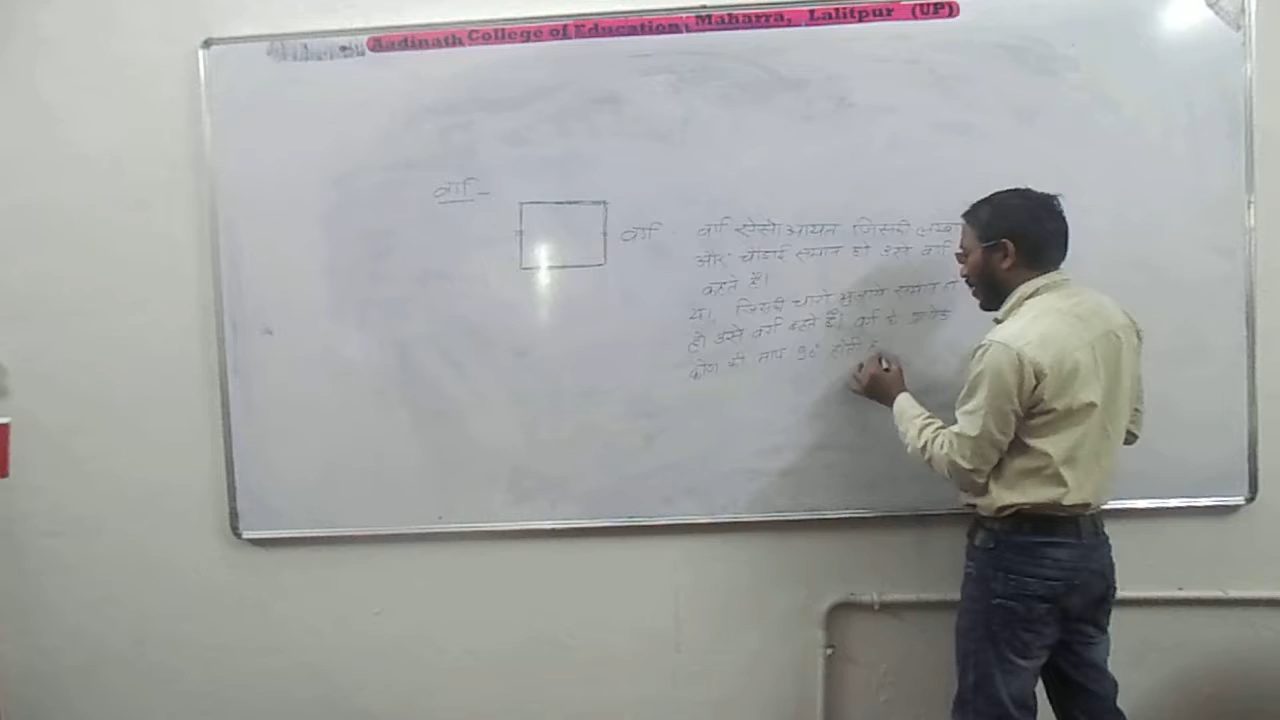 Aadinath College of Education, Maharra, Lalitpur (UP)
वर्ग -
वर्ग
वर्ग ऐसे आयत जिसकी
और चौडाई समान हो उसे वर्ग
कहते है।
या, जिसकी चारो भुजाये समान
हो उसे वर्ग कहते है। वर्ग के प्रत्येक
कोण की माप 90° होती है